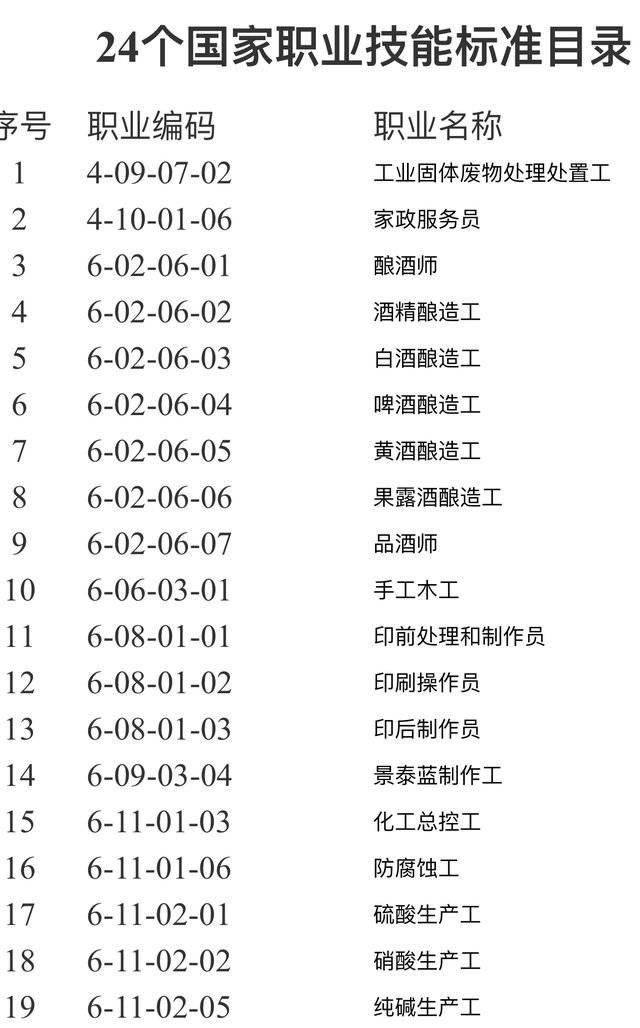 24个国家职业技能标准目录
序号 职业编码 职业名称
1 4-09-07-02 工业固体废物处理处置工
2 4-10-01-06 家政服务员
3 6-02-06-01 酿酒师
4 6-02-06-02 酒精酿造工
5 6-02-06-03 白酒酿造工
6 6-02-06-04 啤酒酿造工
7 6-02-06-05 黄酒酿造工
8 6-02-06-06 果露酒酿造工
9 6-02-06-07 品酒师
10 6-06-03-01 手工木工
11 6-08-01-01 印前处理和制作员
12 6-08-01-02 印刷操作员
13 6-08-01-03 印后制作员
14 6-09-03-04 景泰蓝制作工
15 6-11-01-03 化工总控工
16 6-11-01-06 防腐蚀工
17 6-11-02-01 硫酸生产工
18 6-11-02-02 硝酸生产工
19 6-11-02-05 纯碱生产工